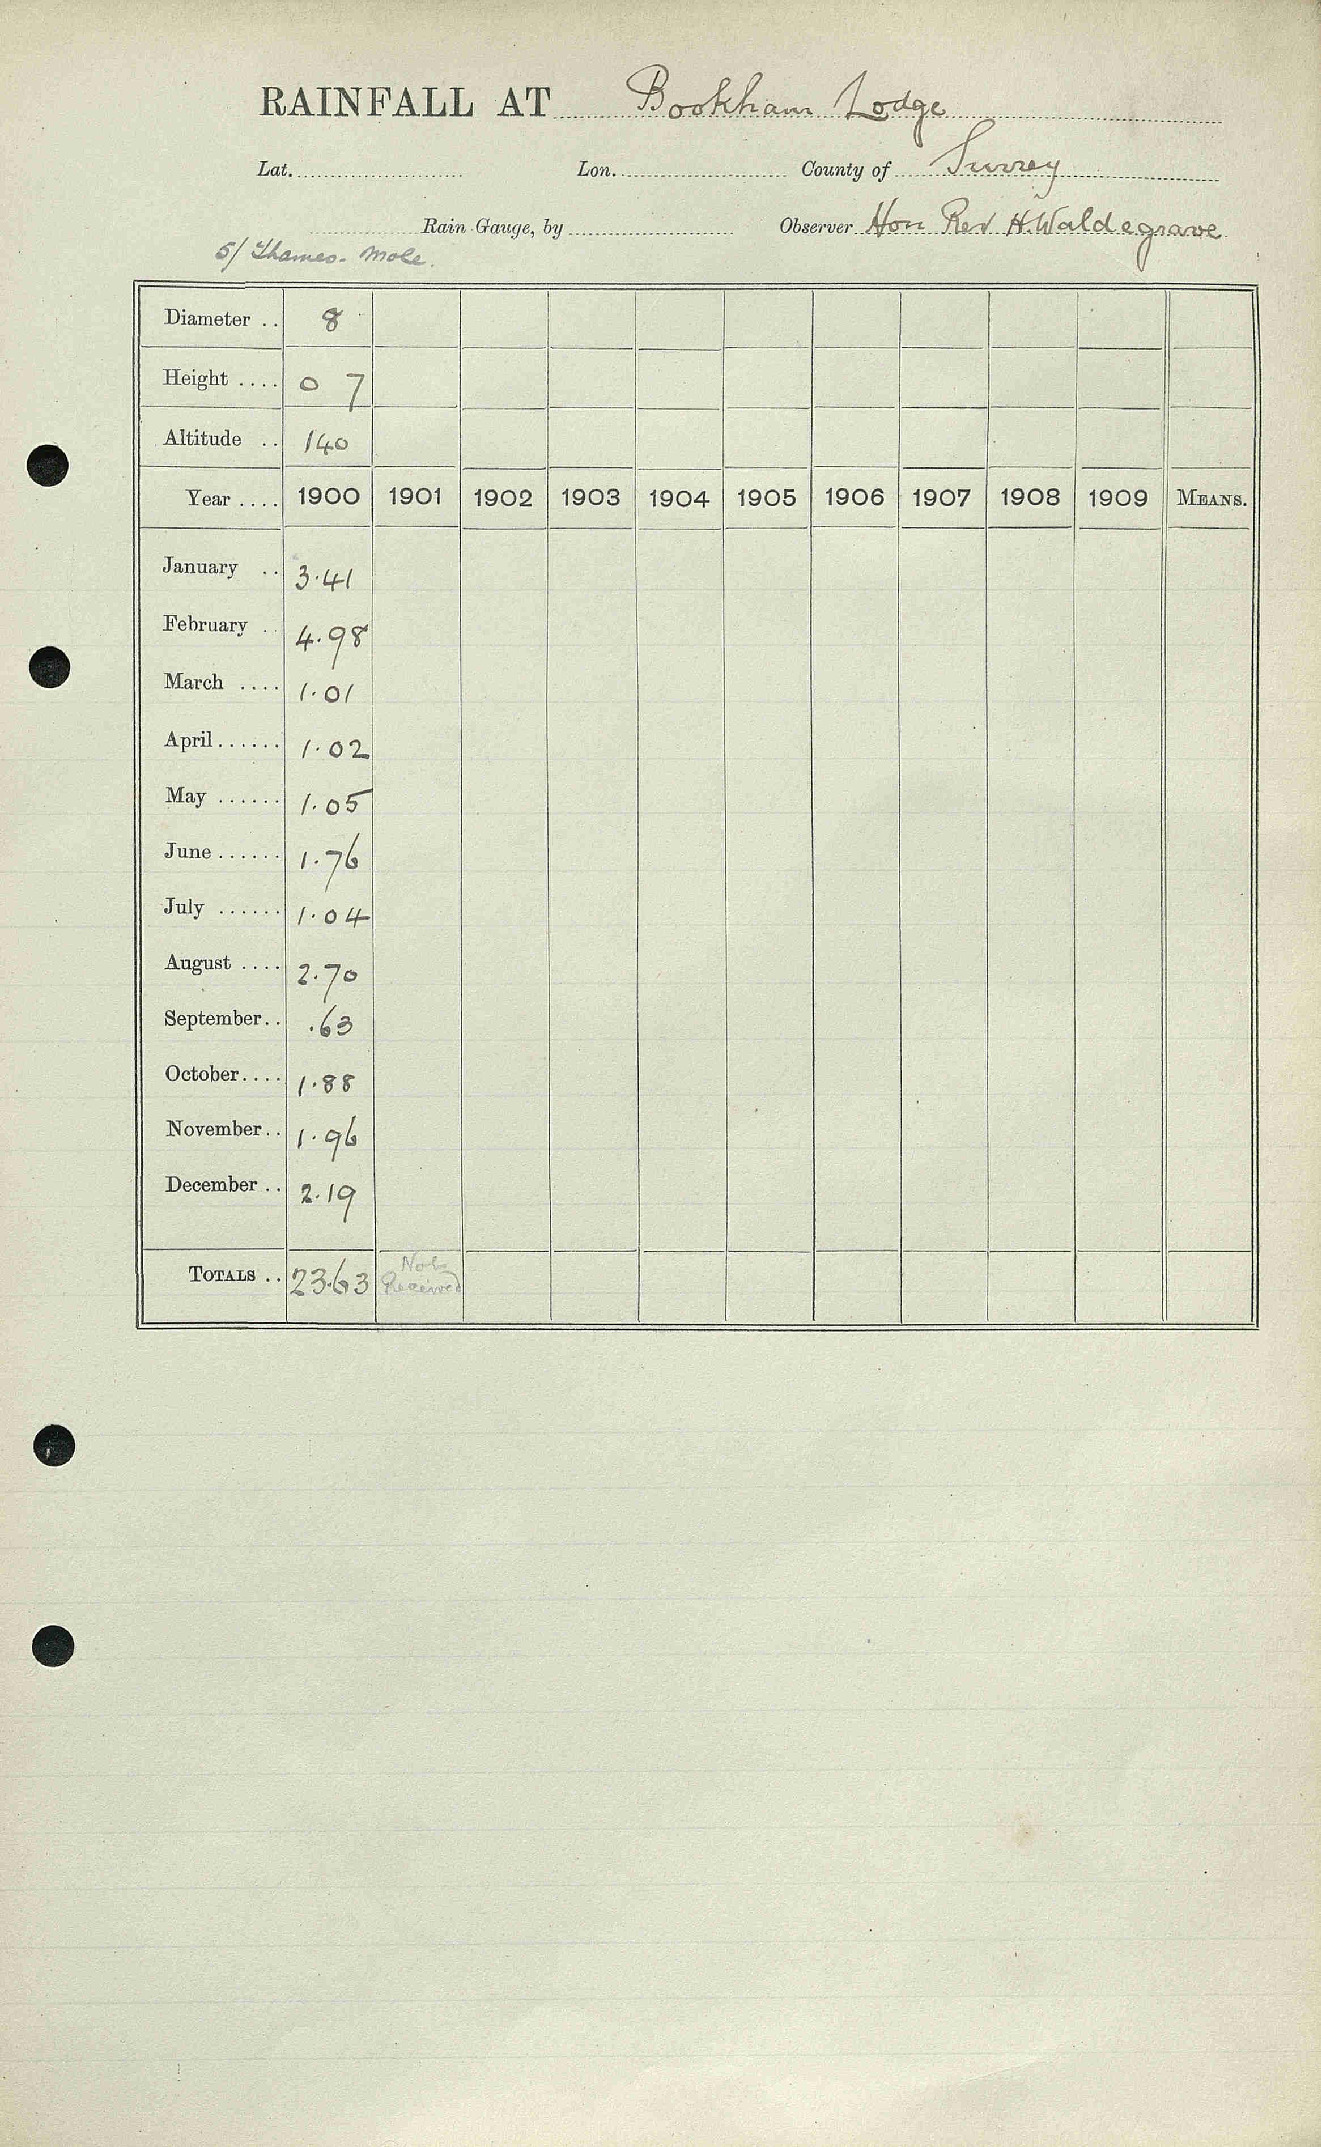 RAINFALL AT Bookham Lodge
Lat. Lon. County of Surrey
Rain Gauge, by Observer Hon Rev H. Waldegrave
5/ Thames - Mole.
Diameter .. 8
Height .... 0 7
Altitude .. 140
Year .... 1900 1901 1902 1903 1904 1905 1906 1907 1908 1909 MEANS.
January .. 3.41
February .. 4.98
March .... 1.01
April...... 1.02
May ...... 1.05
June...... 1.76
July ...... 1.04
August .... 2.70
September.. .63
October.... 1.88
November.. 1.96
December .. 2.19
TOTALS .. 23.63 Not Received